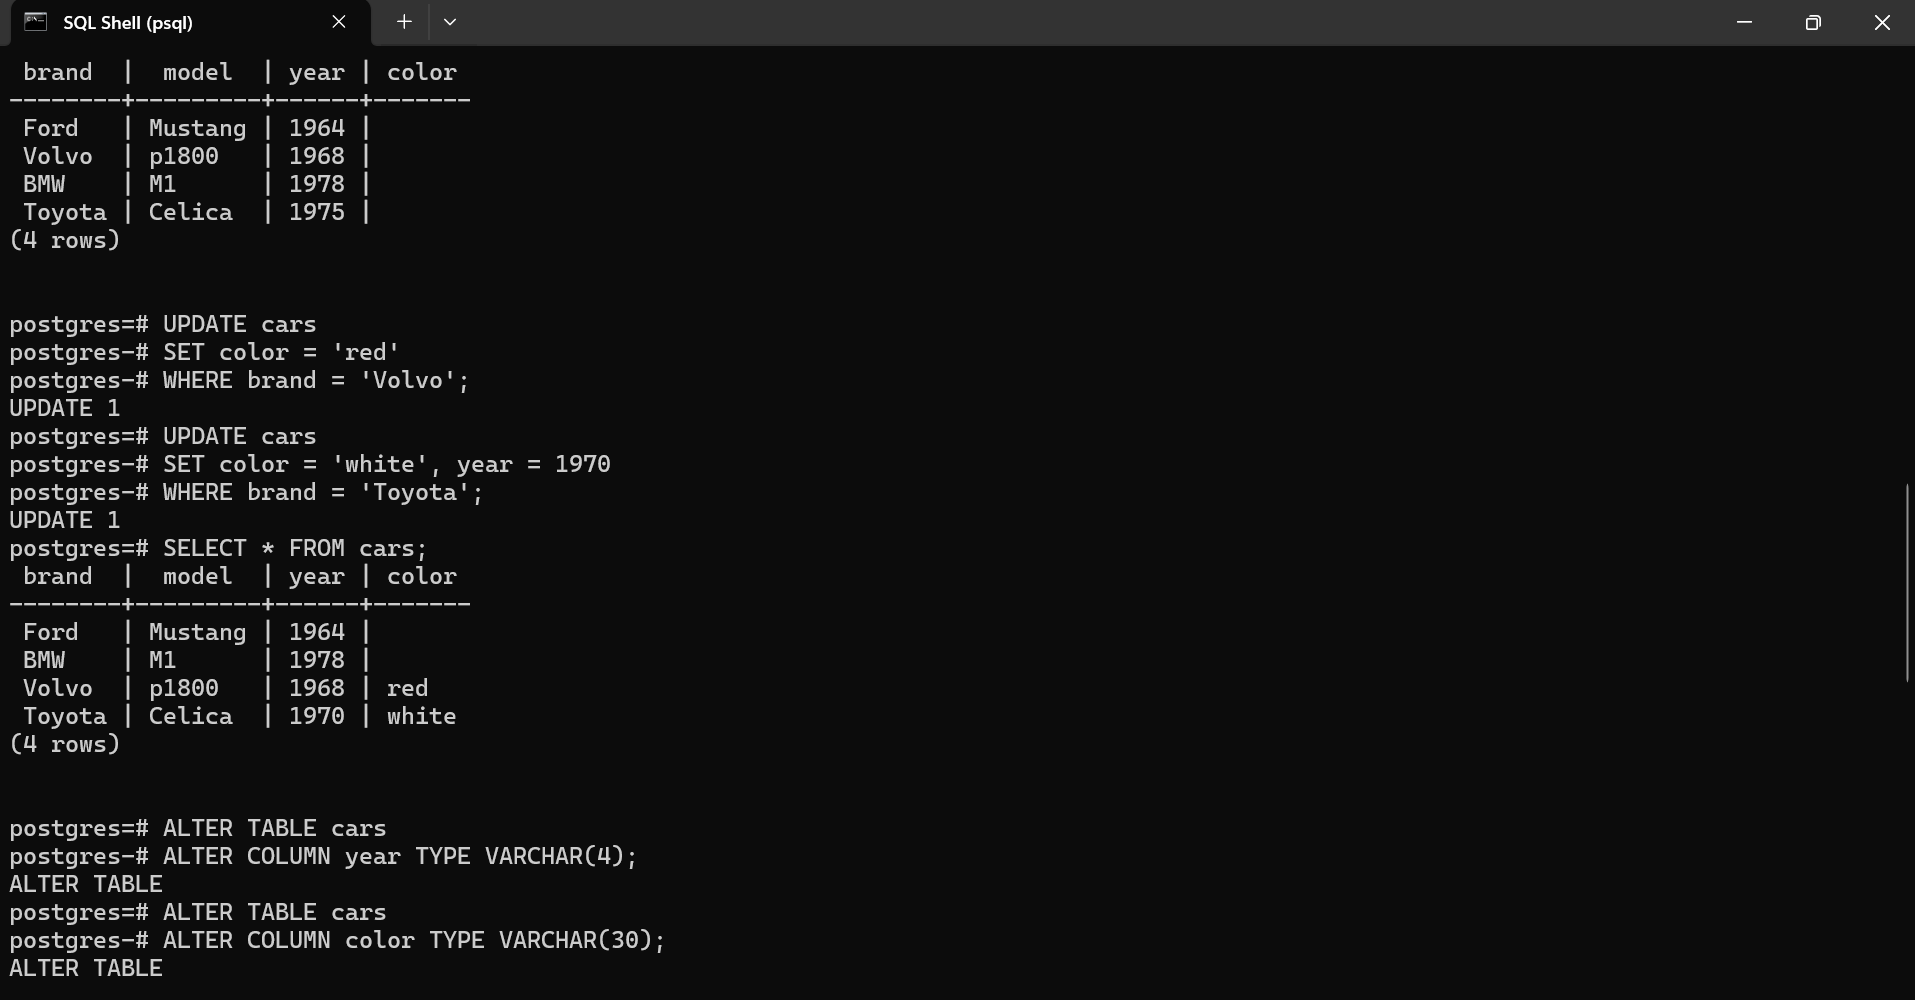 SQL Shell (psql)
 brand  |  model  | year | color
--------+---------+------+-------
 Ford   | Mustang | 1964 |
 Volvo  | p1800   | 1968 |
 BMW    | M1      | 1978 |
 Toyota | Celica  | 1975 |
(4 rows)
postgres=# UPDATE cars
postgres-# SET color = 'red'
postgres-# WHERE brand = 'Volvo';
UPDATE 1
postgres=# UPDATE cars
postgres-# SET color = 'white', year = 1970
postgres-# WHERE brand = 'Toyota';
UPDATE 1
postgres=# SELECT * FROM cars;
 brand  |  model  | year | color
--------+---------+------+-------
 Ford   | Mustang | 1964 |
 BMW    | M1      | 1978 |
 Volvo  | p1800   | 1968 | red
 Toyota | Celica  | 1970 | white
(4 rows)
postgres=# ALTER TABLE cars
postgres-# ALTER COLUMN year TYPE VARCHAR(4);
ALTER TABLE
postgres=# ALTER TABLE cars
postgres-# ALTER COLUMN color TYPE VARCHAR(30);
ALTER TABLE